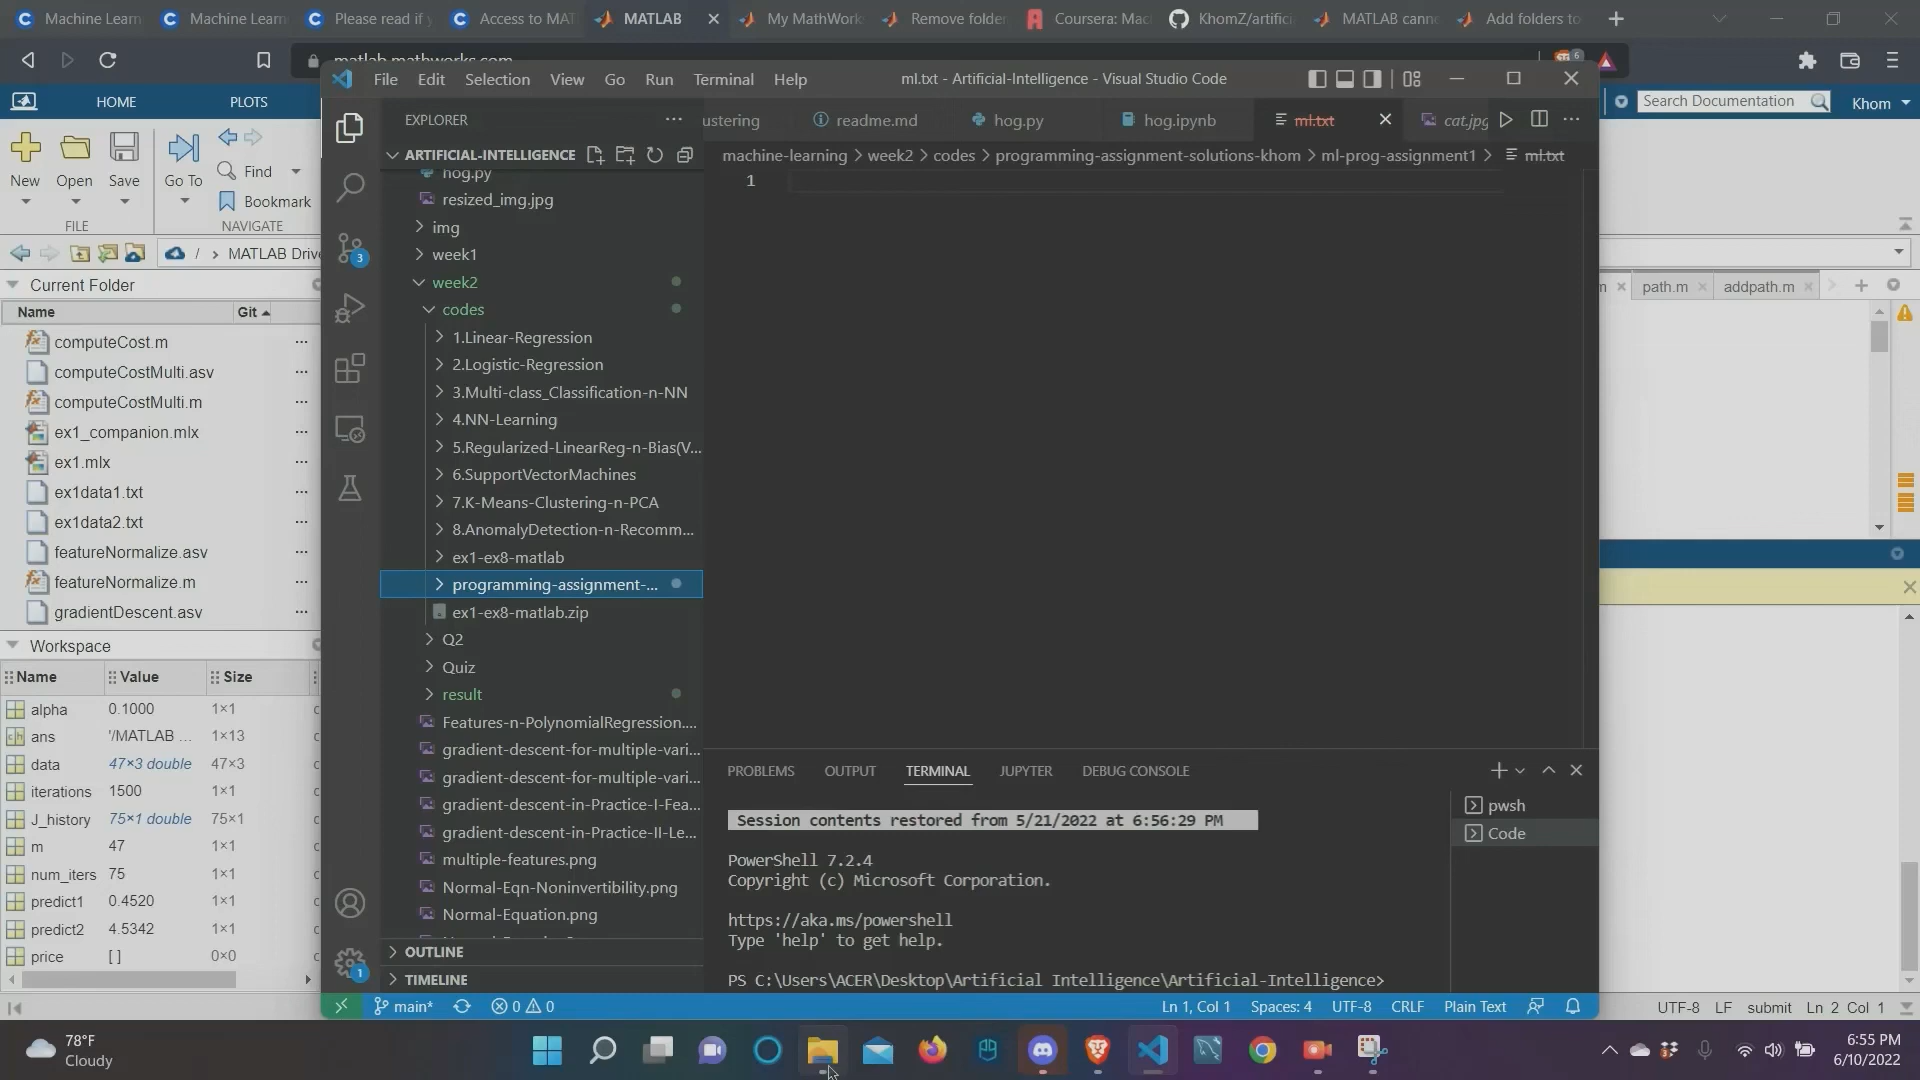 Machine Learn
Machine Learn
Please read if y
Access to MAT
MATLAB
My MathWork
Remove folder
Coursera: Mac
KhomZ/artific
MATLAB canno
Add folders to
matlab.mathworks.com
6
File Edit Selection View Go Run Terminal Help
ml.txt - Artificial-Intelligence - Visual Studio Code
HOME PLOTS
Search Documentation
Khom
New
Open
Save
Go To
Find
Bookmark
FILE
NAVIGATE
/ > MATLAB Drive
Current Folder
Name Git
computeCost.m
computeCostMulti.asv
computeCostMulti.m
ex1_companion.mlx
ex1.mlx
ex1data1.txt
ex1data2.txt
featureNormalize.asv
featureNormalize.m
gradientDescent.asv
Workspace
Name Value Size
alpha 0.1000 1×1
ans '/MATLAB ... 1×13
data 47×3 double 47×3
iterations 1500 1×1
J_history 75×1 double 75×1
m 47 1×1
num_iters 75 1×1
predict1 0.4520 1×1
predict2 4.5342 1×1
price [ ] 0×0
EXPLORER
ARTIFICIAL-INTELLIGENCE
hog.py
resized_img.jpg
img
week1
week2
codes
1.Linear-Regression
2.Logistic-Regression
3.Multi-class_Classification-n-NN
4.NN-Learning
5.Regularized-LinearReg-n-Bias(V...
6.SupportVectorMachines
7.K-Means-Clustering-n-PCA
8.AnomalyDetection-n-Recomm...
ex1-ex8-matlab
programming-assignment-...
ex1-ex8-matlab.zip
Q2
Quiz
result
Features-n-PolynomialRegression....
gradient-descent-for-multiple-vari...
gradient-descent-for-multiple-vari...
gradient-descent-in-Practice-I-Fea...
gradient-descent-in-Practice-II-Le...
multiple-features.png
Normal-Eqn-Noninvertibility.png
Normal-Equation.png
OUTLINE
TIMELINE
3
1
ustering
readme.md
hog.py
hog.ipynb
ml.txt
cat.jpg
machine-learning > week2 > codes > programming-assignment-solutions-khom > ml-prog-assignment1 > ml.txt
1
PROBLEMS OUTPUT TERMINAL JUPYTER DEBUG CONSOLE
Session contents restored from 5/21/2022 at 6:56:29 PM
PowerShell 7.2.4
Copyright (c) Microsoft Corporation.
https://aka.ms/powershell
Type 'help' to get help.
PS C:\Users\ACER\Desktop\Artificial Intelligence\Artificial-Intelligence>
pwsh
Code
main* 0 0
Ln 1, Col 1 Spaces: 4 UTF-8 CRLF Plain Text
m
path.m
addpath.m
UTF-8 LF submit Ln 2 Col 1
78°F
Cloudy
6:55 PM
6/10/2022